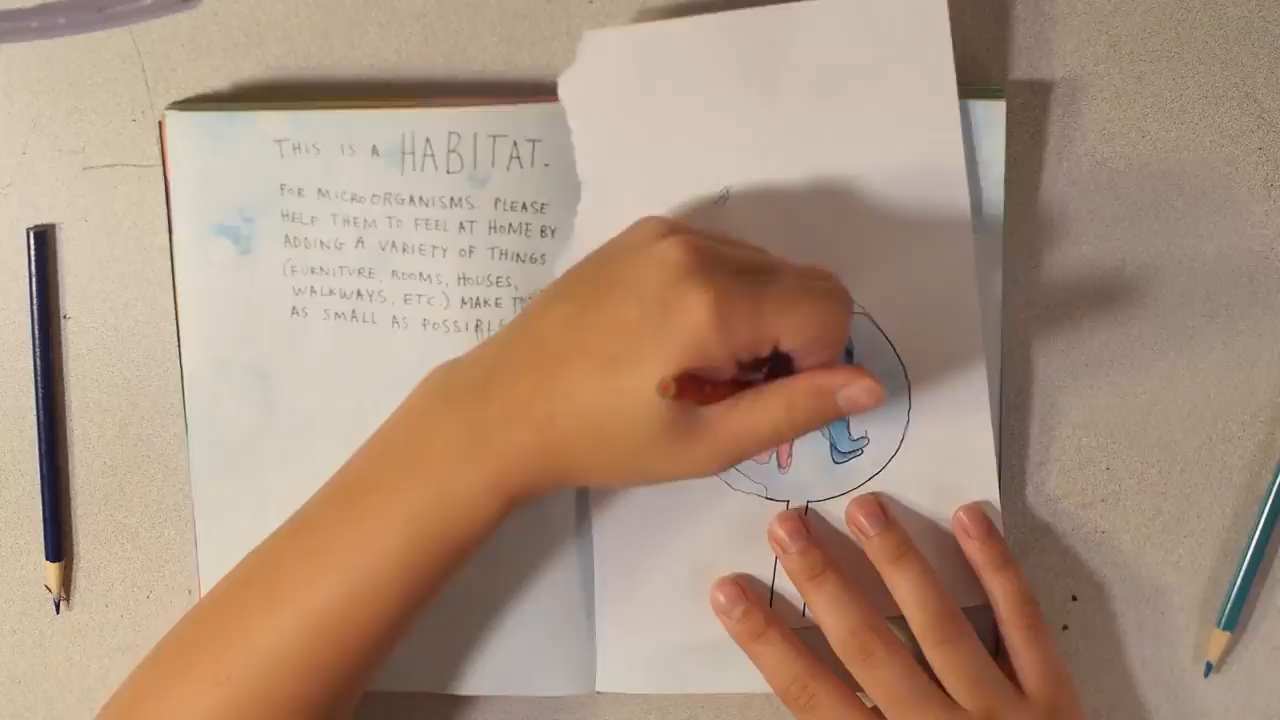 THIS IS A HABITAT.
FOR MICROORGANISMS. PLEASE
HELP THEM TO FEEL AT HOME BY
ADDING A VARIETY OF THINGS
(FURNITURE, ROOMS, HOUSES,
WALKWAYS, ETC.) MAKE
AS SMALL AS POSSIBLE